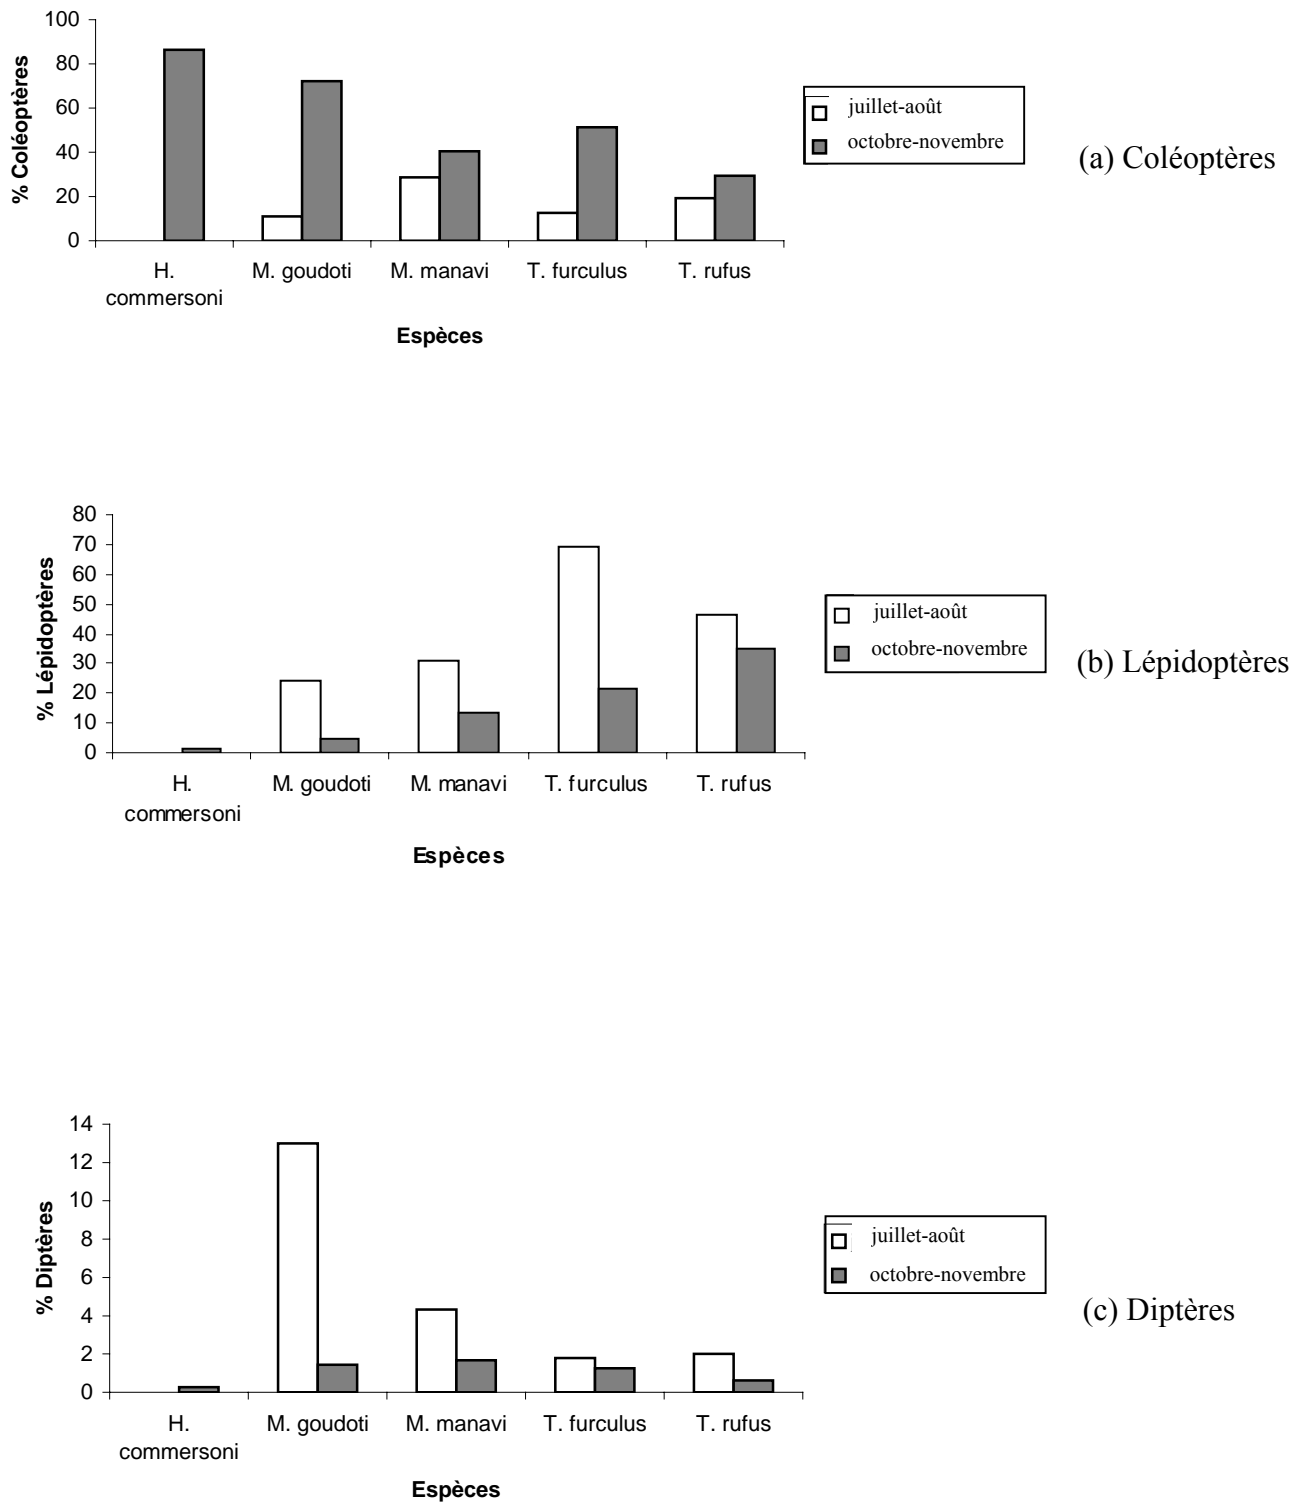 100
80
60
40
20
0
% Coléoptères
H. commersoni
M. goudoti
M. manavi
T. furculus
T. rufus
Espèces
juillet-août
octobre-novembre
(a) Coléoptères
80
70
60
50
40
30
20
10
0
% Lépidoptères
H. commersoni
M. goudoti
M. manavi
T. furculus
T. rufus
Espèces
juillet-août
octobre-novembre
(b) Lépidoptères
14
12
10
8
6
4
2
0
% Diptères
H. commersoni
M. goudoti
M. manavi
T. furculus
T. rufus
Espèces
juillet-août
octobre-novembre
(c) Diptères